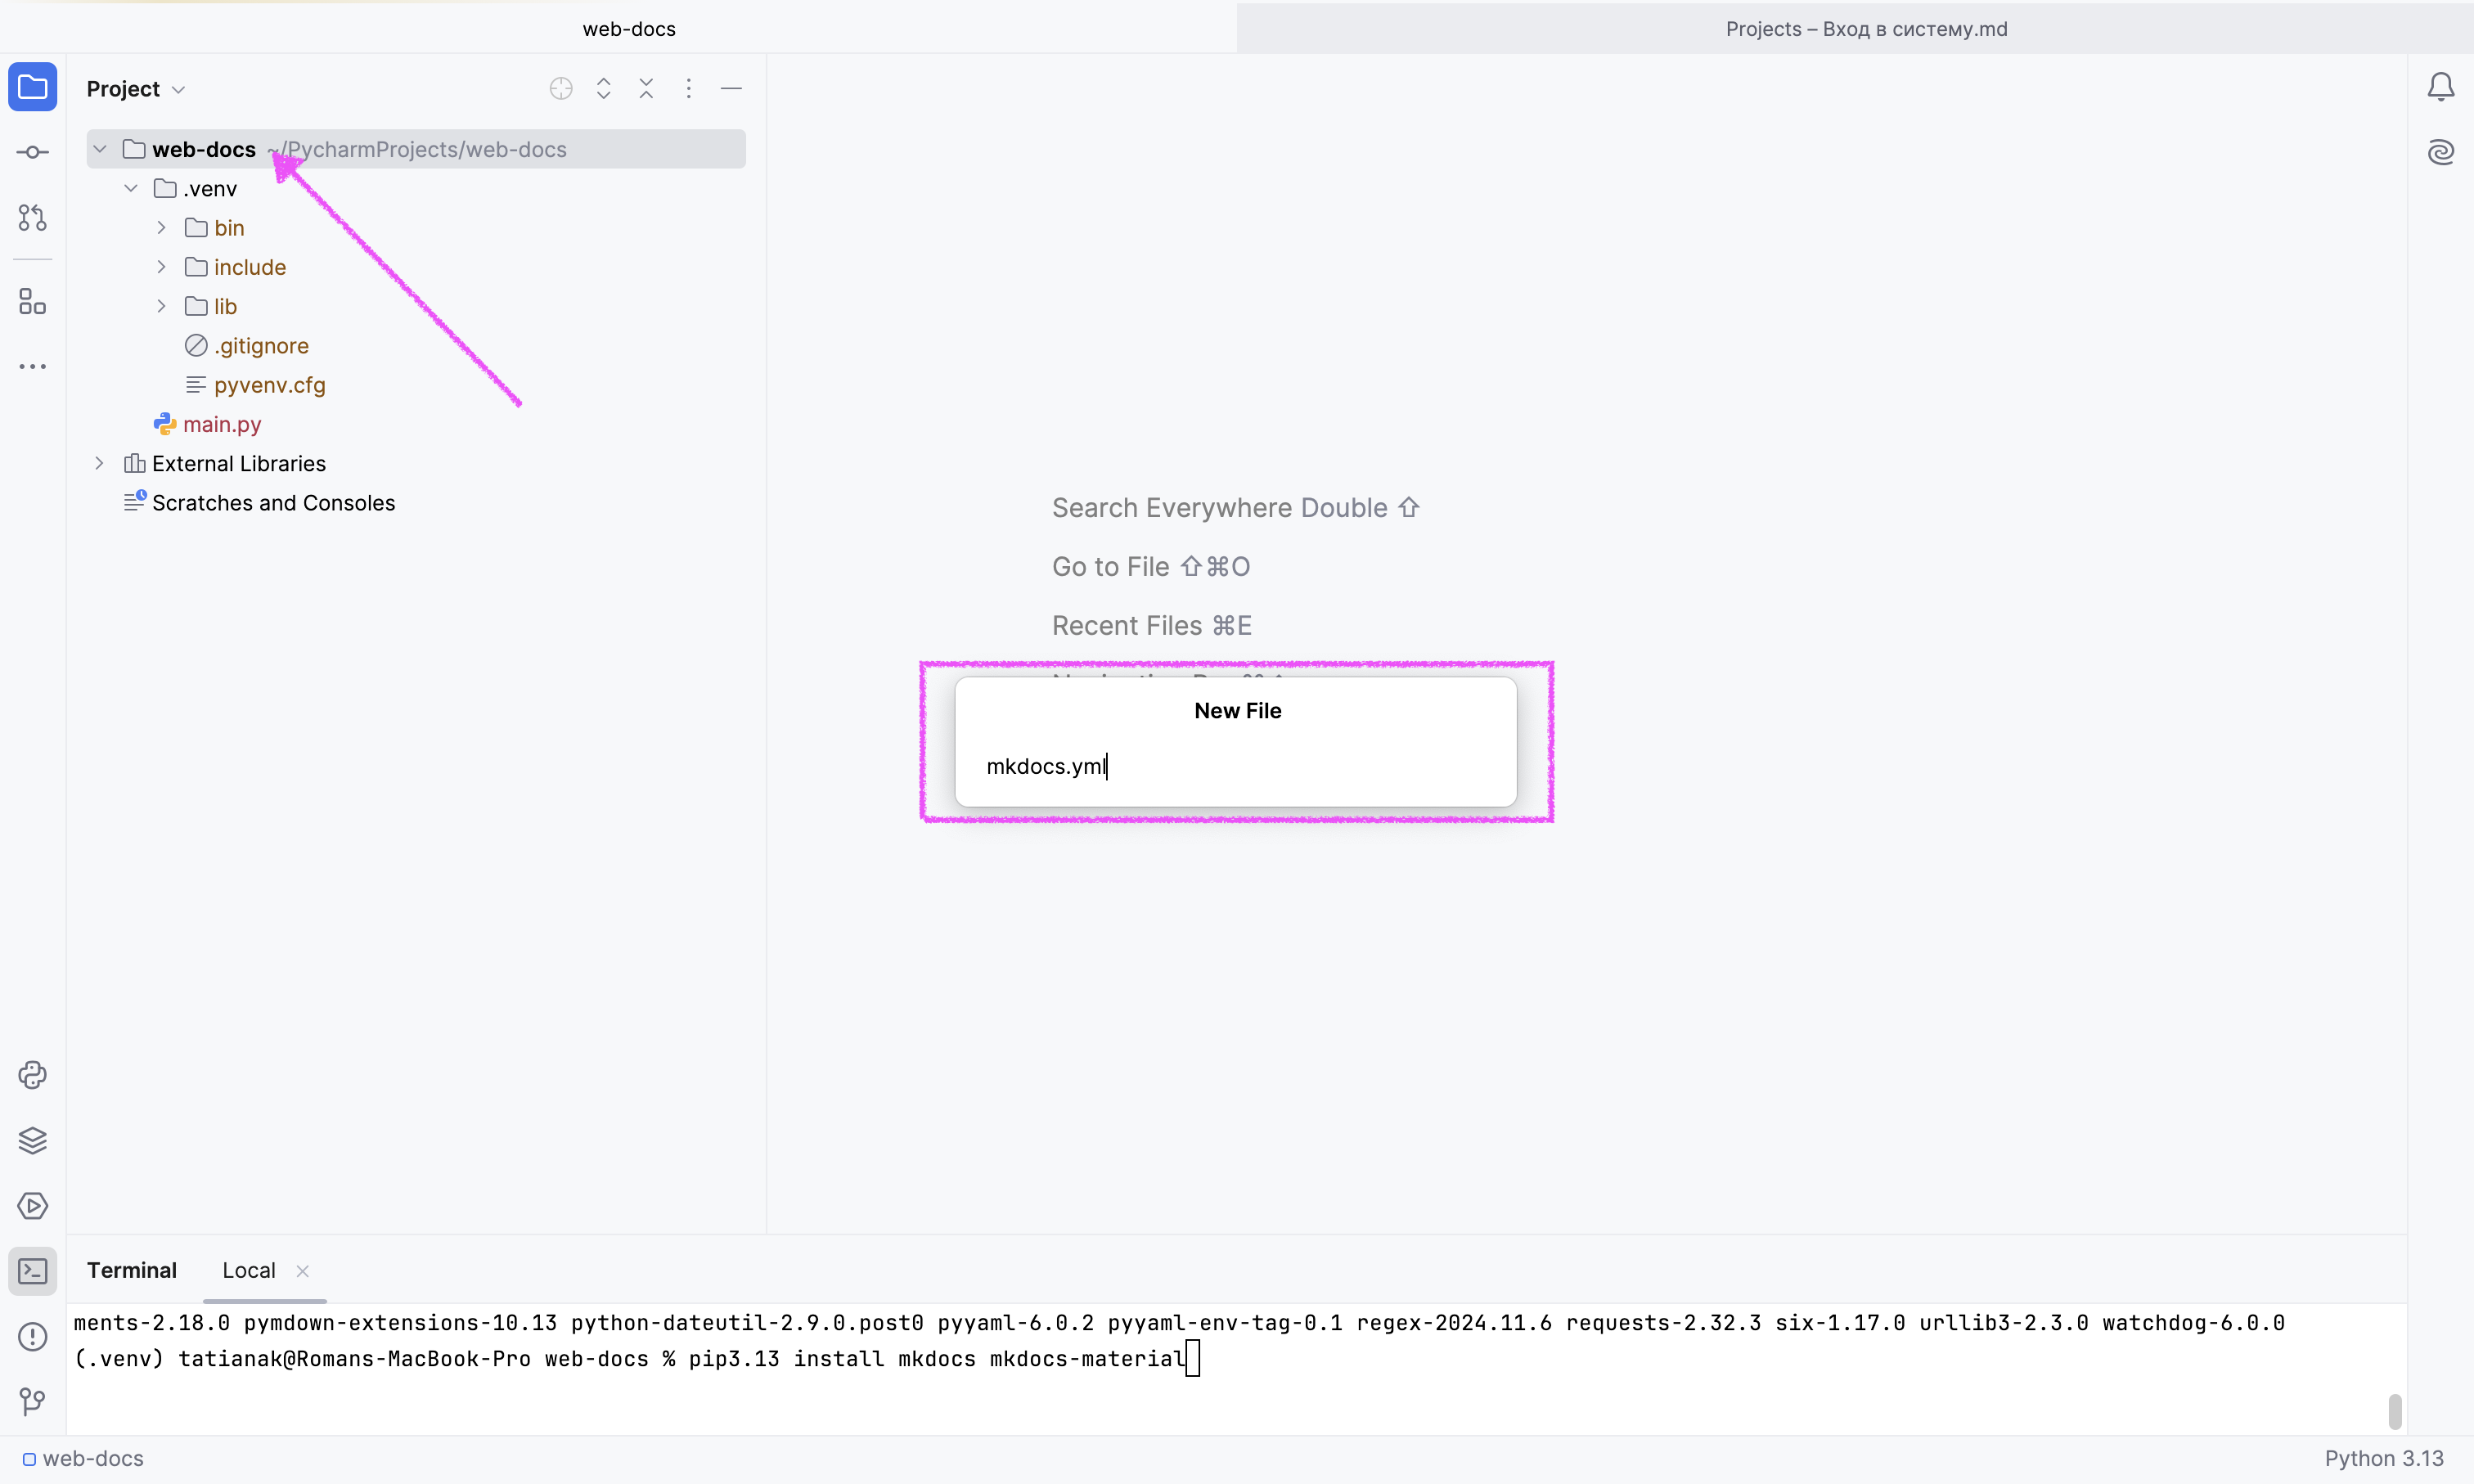 web-docs
Projects – Вход в систему.md
Project
web-docs ~/PycharmProjects/web-docs
.venv
bin
include
lib
.gitignore
pyvenv.cfg
main.py
External Libraries
Scratches and Consoles
Search Everywhere Double ⇧
Go to File ⇧⌘O
Recent Files ⌘E
New File
mkdocs.yml
Terminal Local
ments-2.18.0 pymdown-extensions-10.13 python-dateutil-2.9.0.post0 pyyaml-6.0.2 pyyaml-env-tag-0.1 regex-2024.11.6 requests-2.32.3 six-1.17.0 urllib3-2.3.0 watchdog-6.0.0
(.venv) tatianak@Romans-MacBook-Pro web-docs % pip3.13 install mkdocs mkdocs-material
web-docs
Python 3.13